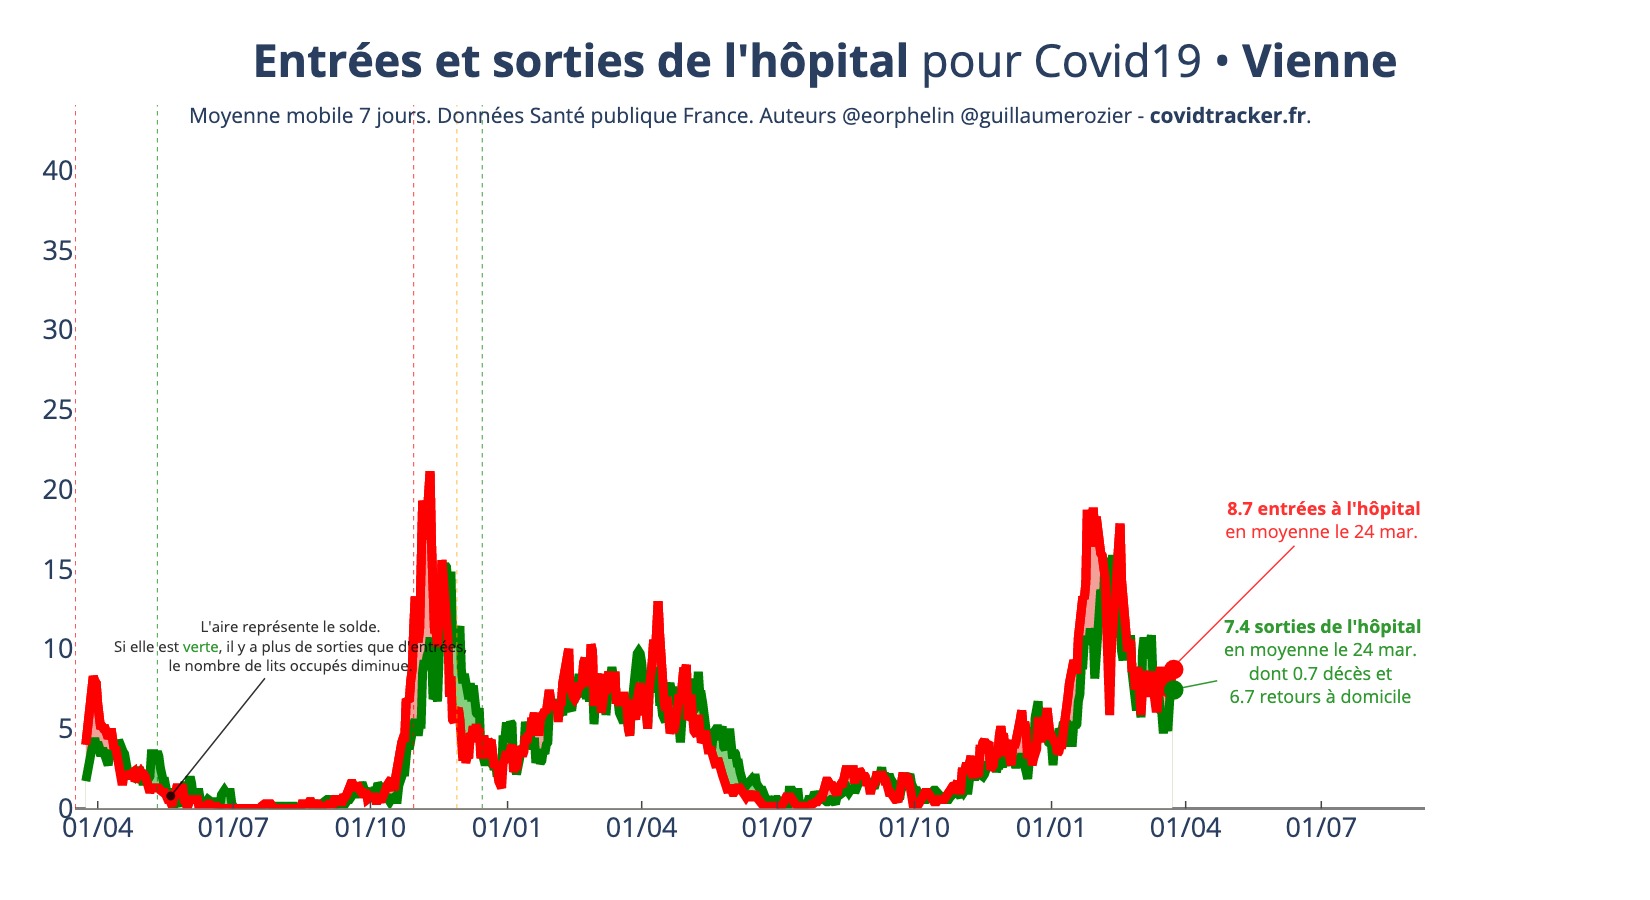 Entrées et sorties de l'hôpital pour Covid19 • Vienne
Moyenne mobile 7 jours. Données Santé publique France. Auteurs @eorphelin @guillaumerozier - covidtracker.fr.
40
35
30
25
20
15
10
5
0
8.7 entrées à l'hôpital
en moyenne le 24 mar.
7.4 sorties de l'hôpital
en moyenne le 24 mar.
dont 0.7 décès et
6.7 retours à domicile
L'aire représente le solde.
Si elle est verte, il y a plus de sorties que d'entrées,
le nombre de lits occupés diminue.
01/04 01/07 01/10 01/01 01/04 01/07 01/10 01/01 01/04 01/07